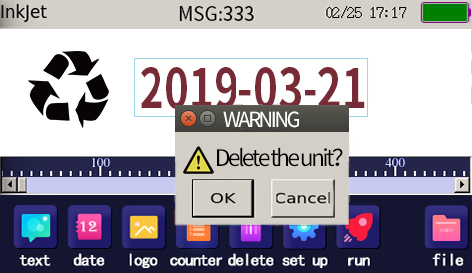 InkJet MSG:333 02/25 17:17
2019-03-21
WARNING
Delete the unit?
OK Cancel
100 400
12
text date logo counter delete set up run file